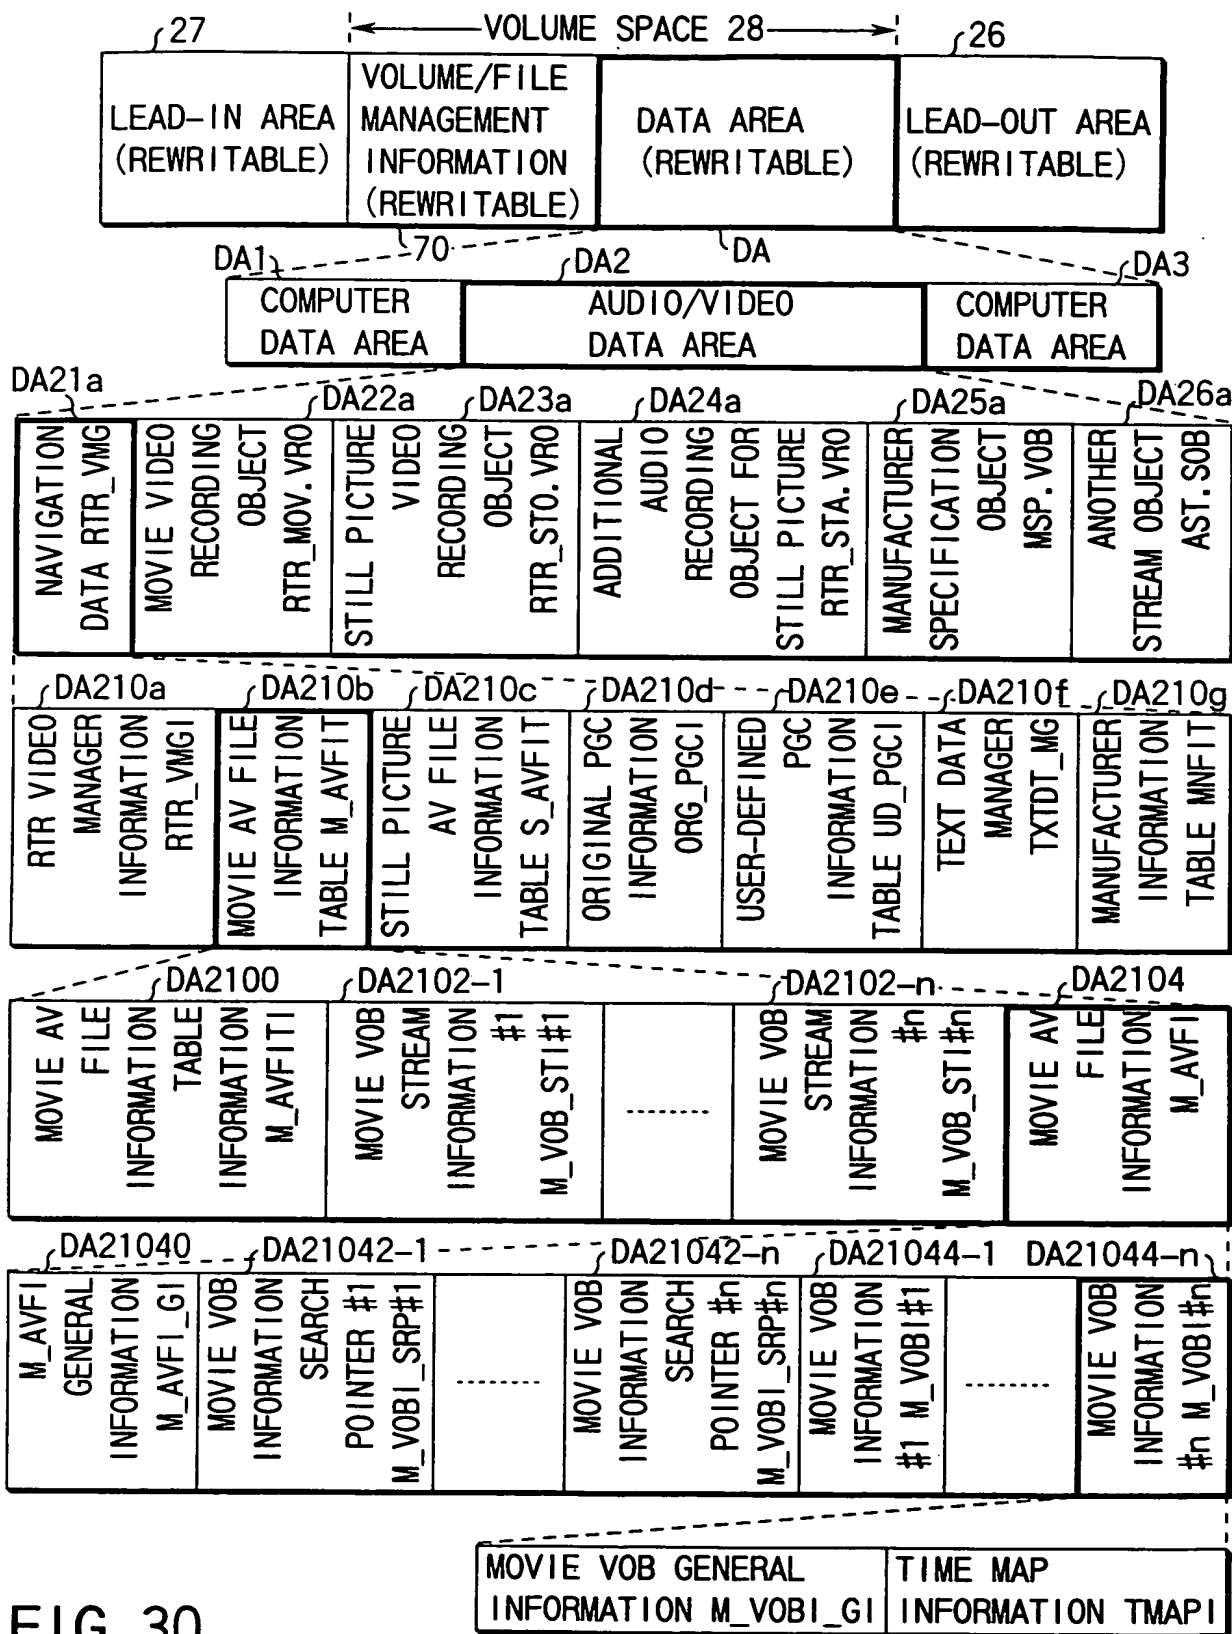 VOLUME SPACE 28
27
26
LEAD-IN AREA
(REWRITABLE)
VOLUME/FILE
MANAGEMENT
INFORMATION
(REWRITABLE)
DATA AREA
(REWRITABLE)
LEAD-OUT AREA
(REWRITABLE)
70
DA
DA1
DA2
DA3
COMPUTER
DATA AREA
AUDIO/VIDEO
DATA AREA
COMPUTER
DATA AREA
DA21a
DA22a
DA23a
DA24a
DA25a
DA26a
NAVIGATION
DATA RTR_VMG
MOVIE VIDEO
RECORDING
OBJECT
RTR_MOV.VRO
STILL PICTURE
VIDEO
RECORDING
OBJECT
RTR_STO.VRO
ADDITIONAL
AUDIO
RECORDING
OBJECT FOR
STILL PICTURE
RTR_STA.VRO
MANUFACTURER
SPECIFICATION
OBJECT
MSP.VOB
ANOTHER
STREAM OBJECT
AST.SOB
DA210a
DA210b
DA210c
DA210d
DA210e
DA210f
DA210g
RTR VIDEO
MANAGER
INFORMATION
RTR_VMGI
MOVIE AV FILE
INFORMATION
TABLE M_AVFIT
STILL PICTURE
AV FILE
INFORMATION
TABLE S_AVFIT
ORIGINAL PGC
INFORMATION
ORG_PGCI
USER-DEFINED
PGC
INFORMATION
TABLE UD_PGCI
TEXT DATA
MANAGER
TXTDT_MG
MANUFACTURER
INFORMATION
TABLE MNFIT
DA2100
DA2102-1
DA2102-n
DA2104
MOVIE AV
FILE
INFORMATION
TABLE
INFORMATION
M_AVFITI
MOVIE VOB
STREAM
INFORMATION
#1
M_VOB_STI#1
.........
MOVIE VOB
STREAM
INFORMATION
#n
M_VOB_STI#n
MOVIE AV
FILE
INFORMATION
M_AVFI
DA21040
DA21042-1
DA21042-n
DA21044-1
DA21044-n
M_AVFI
GENERAL
INFORMATION
M_AVFI_GI
MOVIE VOB
INFORMATION
SEARCH
POINTER #1
M_VOBI_SRP#1
.........
MOVIE VOB
INFORMATION
SEARCH
POINTER #n
M_VOBI_SRP#n
MOVIE VOB
INFORMATION
#1 M_VOBI#1
.........
MOVIE VOB
INFORMATION
#n M_VOBI#n
MOVIE VOB GENERAL
INFORMATION M_VOBI_GI
TIME MAP
INFORMATION TMAPI
FIG. 30